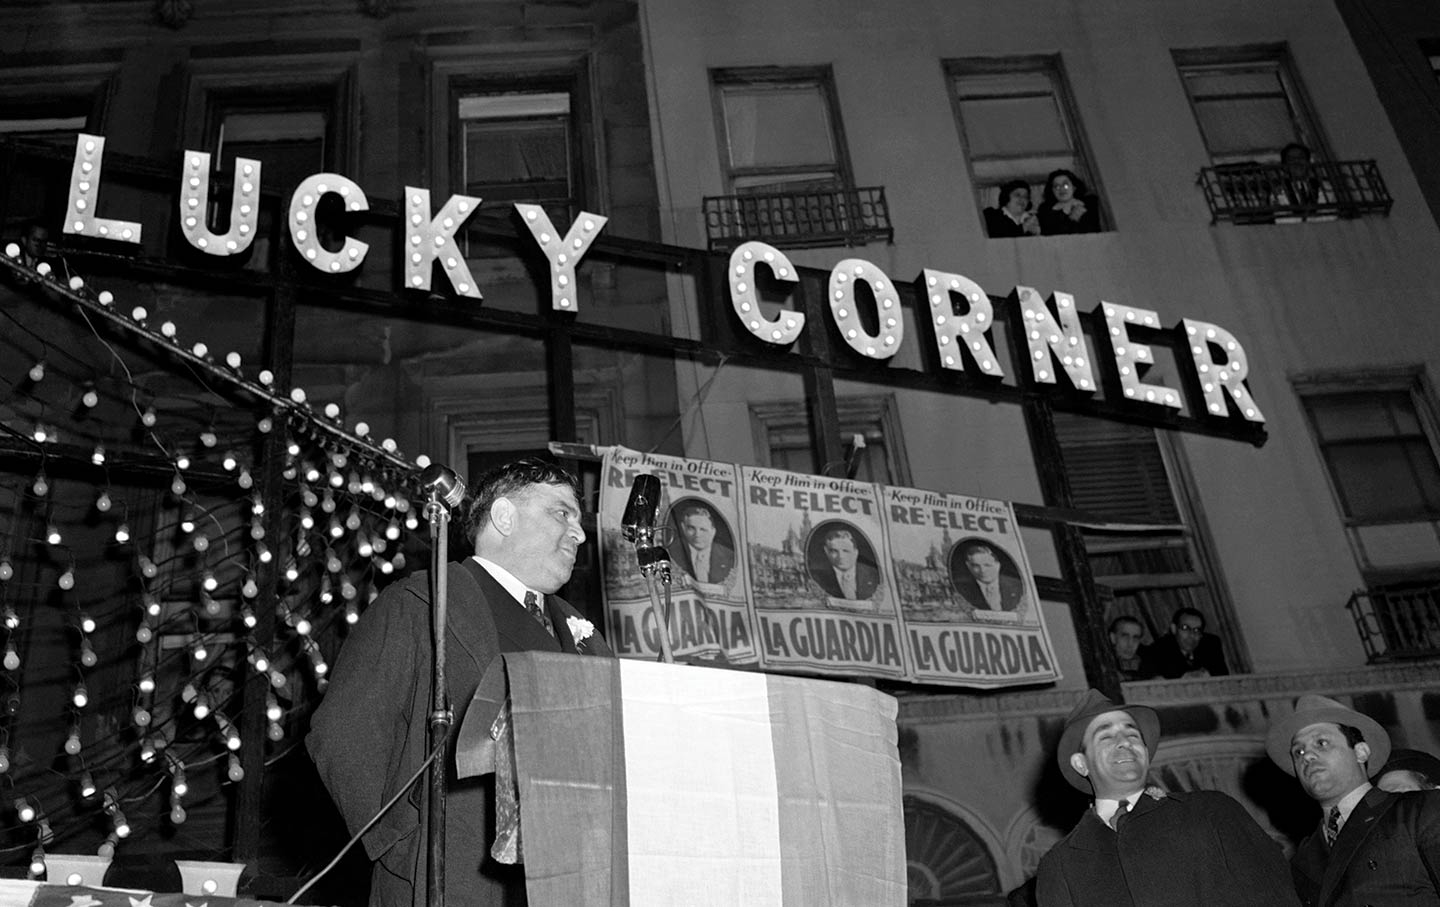 LUCKY CORNER
Keep Him in Office
RE-ELECT
LA GUARDIA
Keep Him in Office
RE-ELECT
LA GUARDIA
Keep Him in Office
RE-ELECT
LA GUARDIA